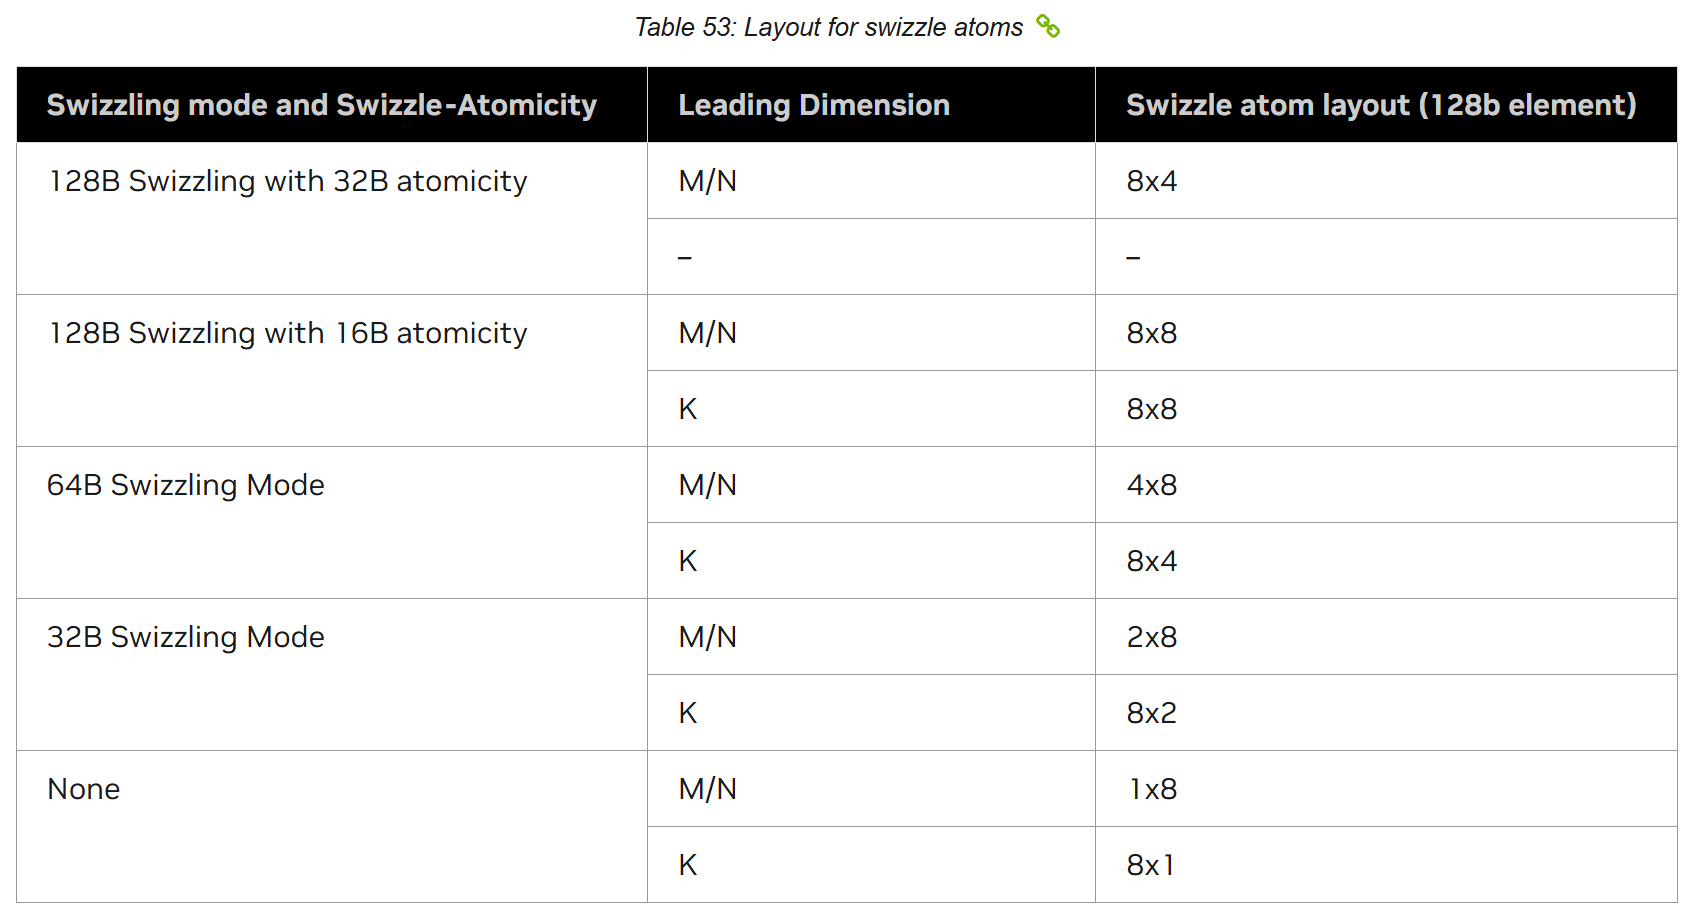 Table 53: Layout for swizzle atoms
Swizzling mode and Swizzle-Atomicity Leading Dimension Swizzle atom layout (128b element)
128B Swizzling with 32B atomicity M/N 8x4
– –
128B Swizzling with 16B atomicity M/N 8x8
K 8x8
64B Swizzling Mode M/N 4x8
K 8x4
32B Swizzling Mode M/N 2x8
K 8x2
None M/N 1x8
K 8x1